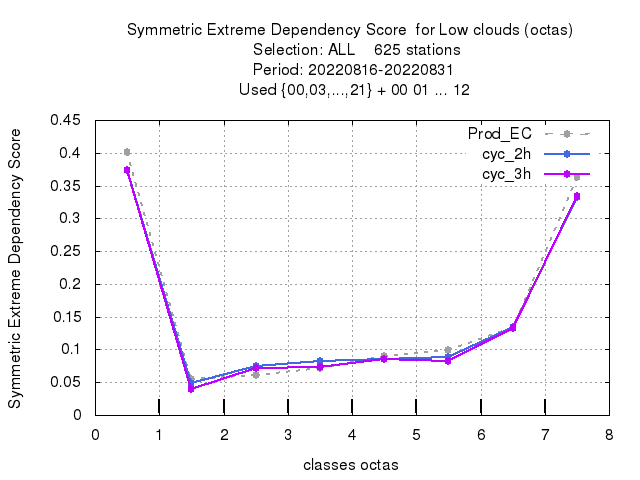 Symmetric Extreme Dependency Score  for Low clouds (octas)
Selection: ALL    625 stations
Period: 20220816-20220831
Used {00,03,...,21} + 00 01 ... 12
Symmetric Extreme Dependency Score
0.45
0.4
0.35
0.3
0.25
0.2
0.15
0.1
0.05
0
Prod_EC
cyc_2h
cyc_3h
0 1 2 3 4 5 6 7 8
classes octas